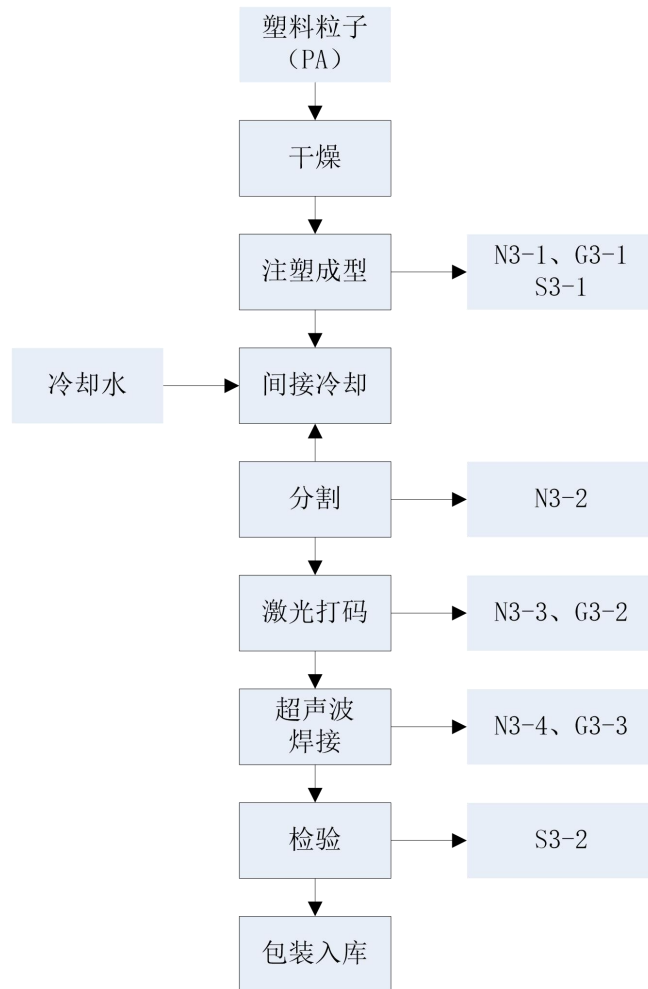 塑料粒子
（PA）
干燥
注塑成型
N3-1、G3-1
S3-1
冷却水
间接冷却
分割
N3-2
激光打码
N3-3、G3-2
超声波
焊接
N3-4、G3-3
检验
S3-2
包装入库